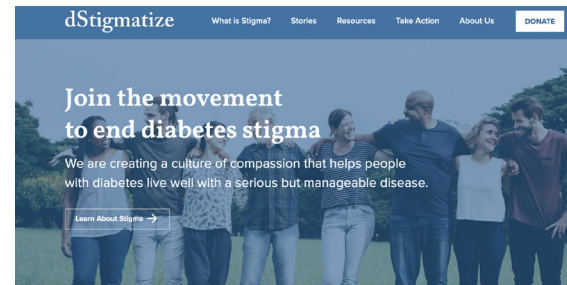 dStigmatize
What is Stigma? Stories Resources Take Action About Us DONATE
Join the movement
to end diabetes stigma
We are creating a culture of compassion that helps people
with diabetes live well with a serious but manageable disease.
Learn About Stigma →